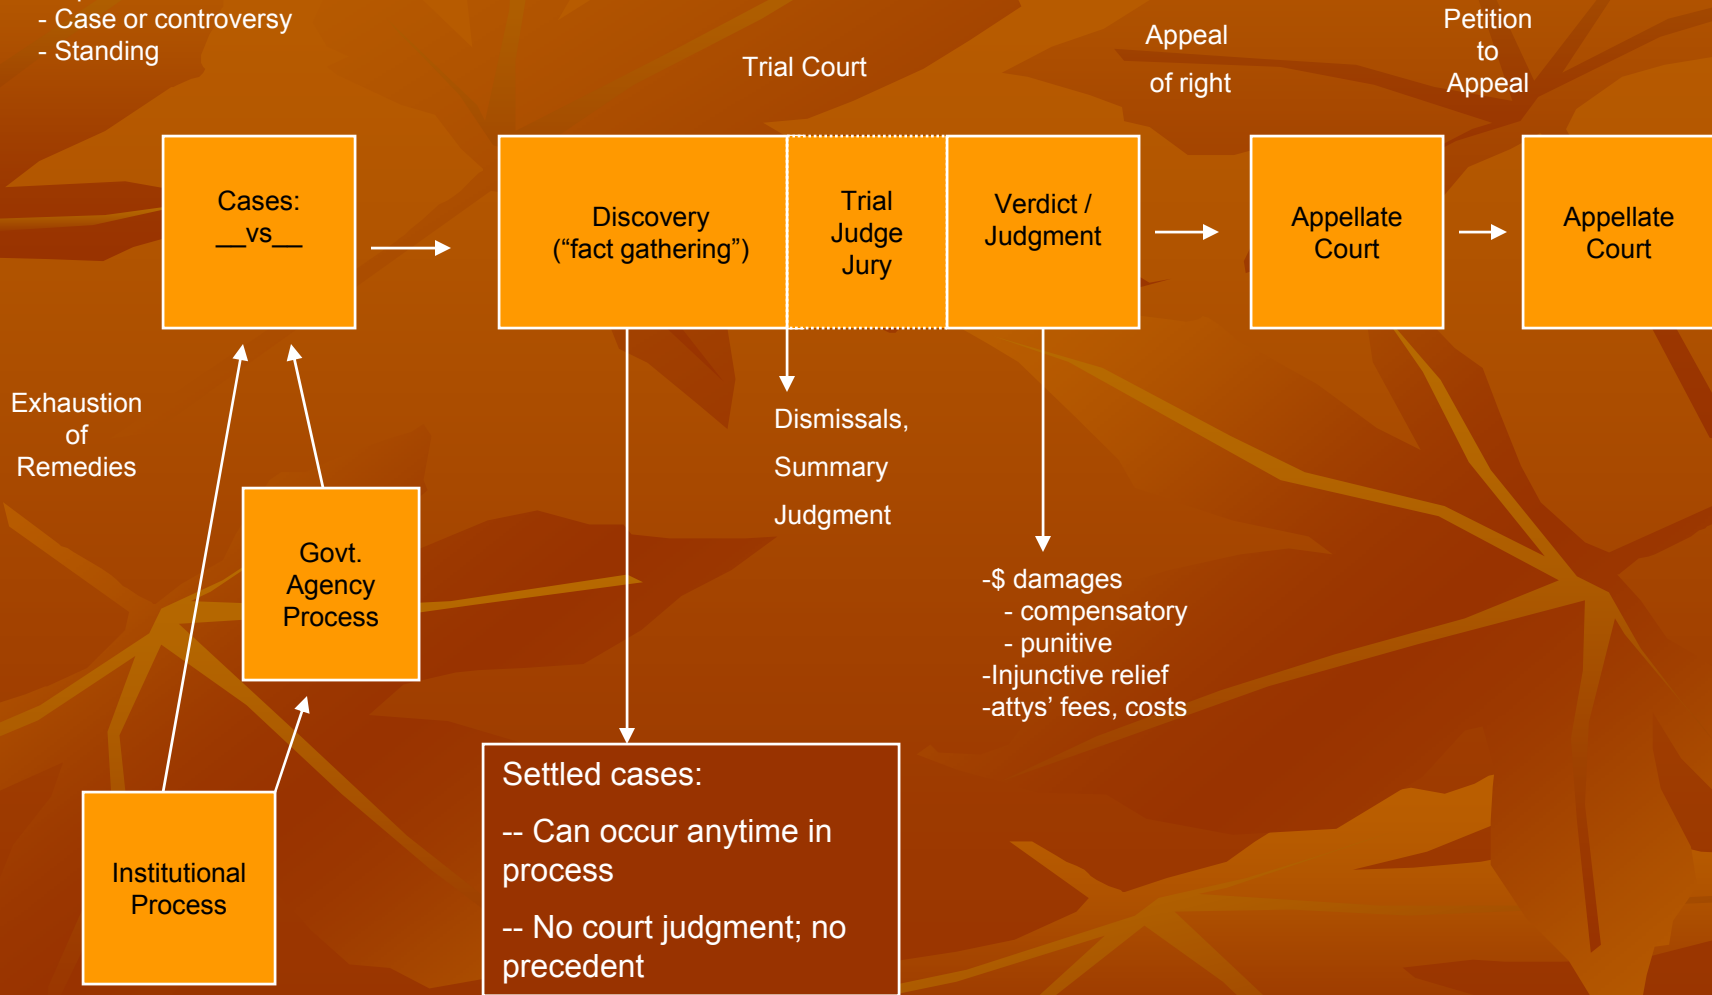 - Case or controversy
- Standing
Trial Court
Appeal
of right
Petition
to
Appeal
Cases:
__vs__
Discovery
(“fact gathering”)
Trial
Judge
Jury
Verdict /
Judgment
Appellate
Court
Appellate
Court
Exhaustion
of
Remedies
Dismissals,
Summary
Judgment
Govt.
Agency
Process
-$ damages
- compensatory
- punitive
-Injunctive relief
-attys’ fees, costs
Institutional
Process
Settled cases:
-- Can occur anytime in
process
-- No court judgment; no
precedent